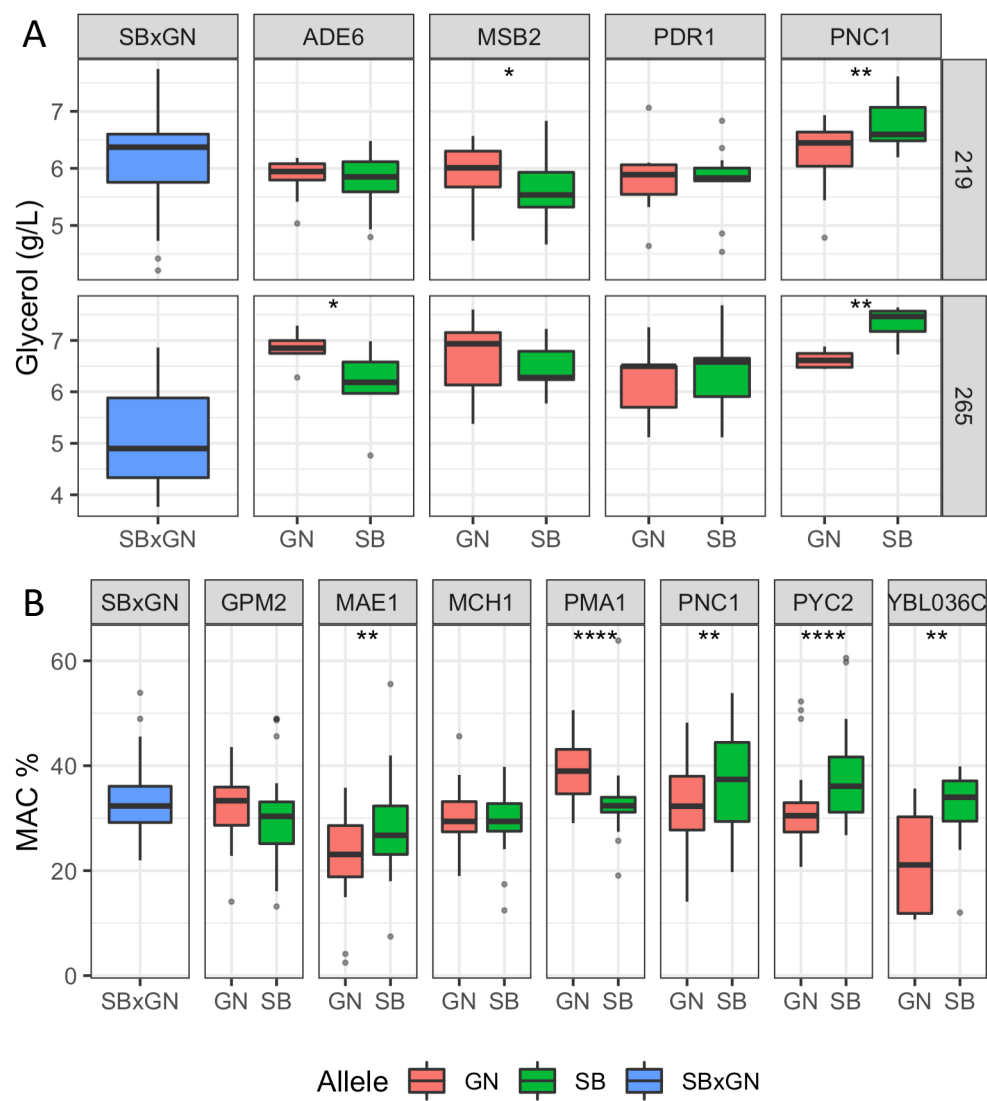 A
SBxGN ADE6 MSB2 PDR1 PNC1
* **
7
6
5
219
Glycerol (g/L)
* **
7
6
5
4
265
SBxGN GN SB GN SB GN SB GN SB
B
SBxGN GPM2 MAE1 MCH1 PMA1 PNC1 PYC2 YBL036C
** **** ** **** **
60
40
20
0
MAC %
SBxGN GN SB GN SB GN SB GN SB GN SB GN SB GN SB
Allele GN SB SBxGN